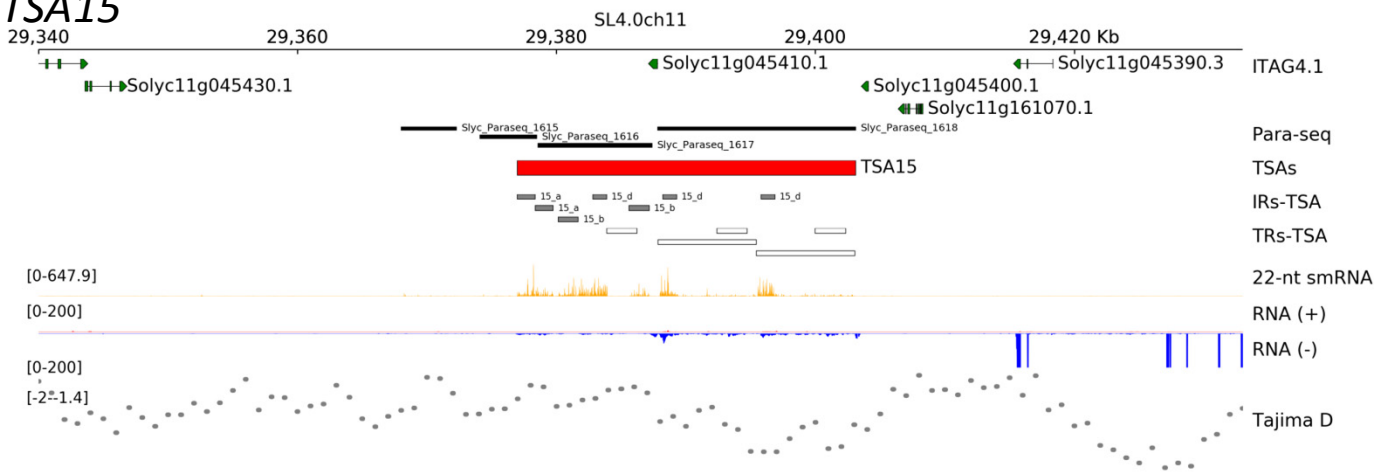 TSA15
SL4.0ch11
29,340 29,360 29,380 29,400 29,420 Kb
Solyc11g045410.1 Solyc11g045390.3 ITAG4.1
Solyc11g045430.1 Solyc11g045400.1
Solyc11g161070.1
Slyc_Paraseq_1615 Slyc_Paraseq_1618 Para-seq
Slyc_Paraseq_1616
Slyc_Paraseq_1617
TSA15 TSAs
15_a 15_d 15_d 15_d IRs-TSA
15_a 15_b
15_b
TRs-TSA
[0-647.9] 22-nt smRNA
[0-200] RNA (+)
RNA (-)
[0-200]
[-2--1.4] Tajima D